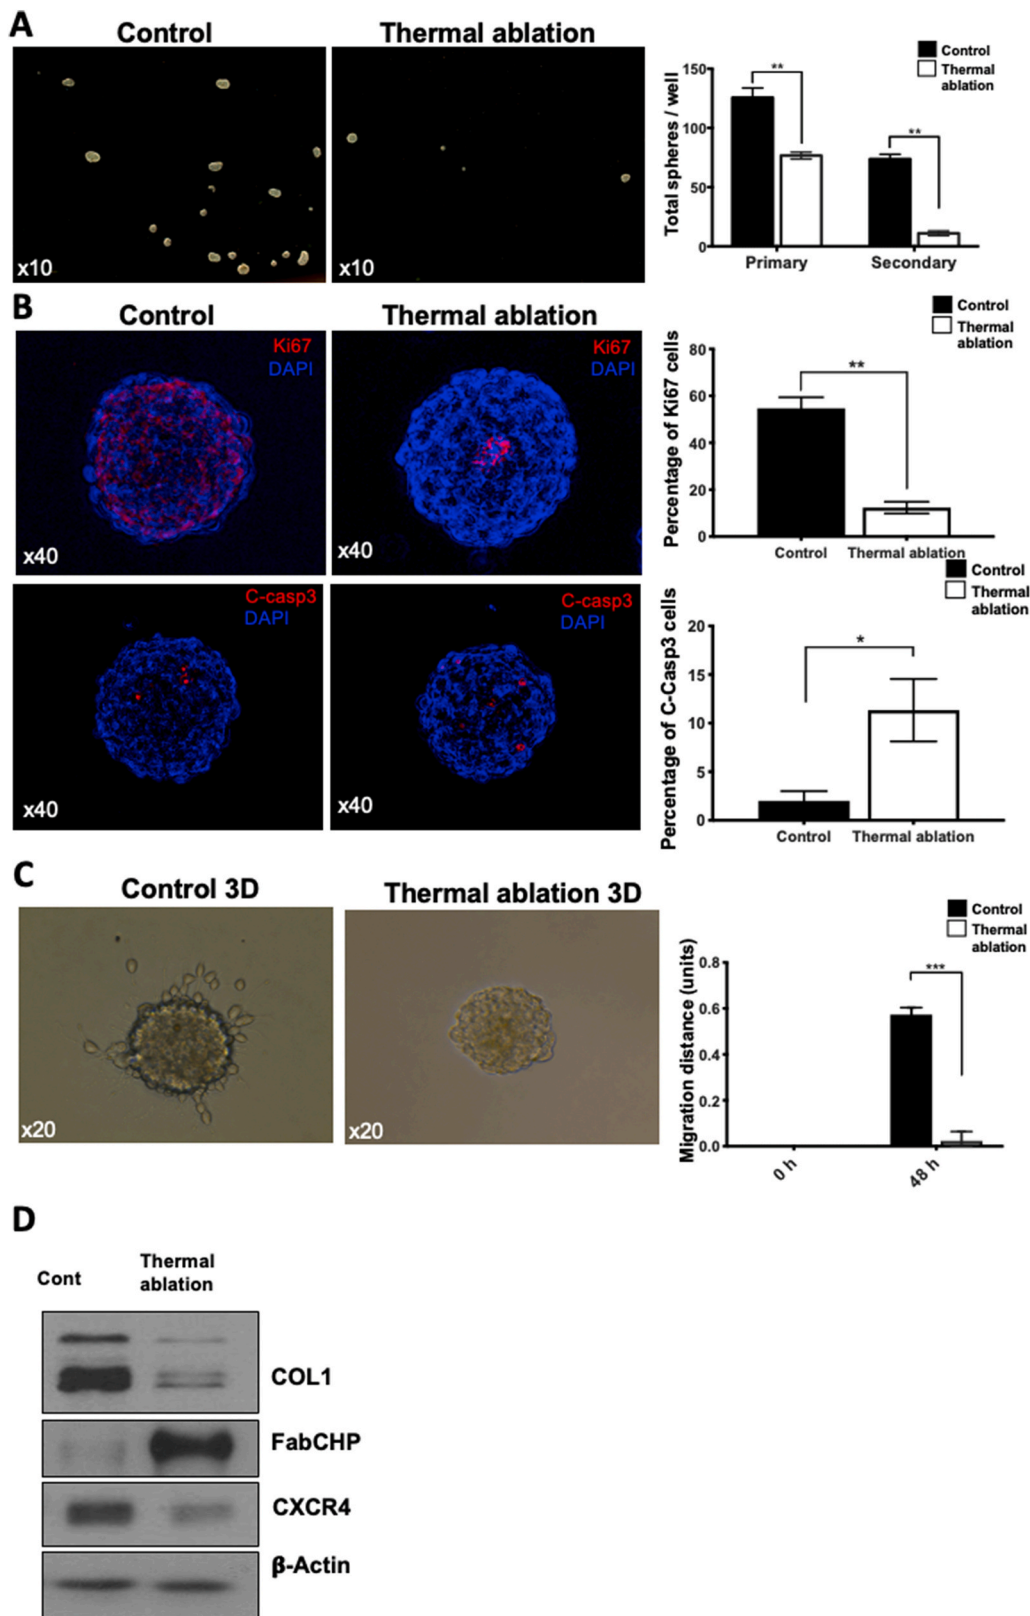 A
Control
Thermal ablation
x10
x10
Control
Thermal
ablation
Total spheres / well
150
100
50
0
**
**
Primary
Secondary
B
Control
Thermal ablation
Ki67
DAPI
x40
Ki67
DAPI
x40
Control
Thermal
ablation
Percentage of Ki67 cells
80
60
40
20
0
**
Control
Thermal ablation
C-casp3
DAPI
x40
C-casp3
DAPI
x40
Control
Thermal
ablation
Percentage of C-Casp3 cells
20
15
10
5
0
*
Control
Thermal ablation
C
Control 3D
Thermal ablation 3D
x20
x20
Control
Thermal
ablation
Migration distance (units)
0.8
0.6
0.4
0.2
0.0
***
0 h
48 h
D
Cont
Thermal
ablation
COL1
FabCHP
CXCR4
β-Actin